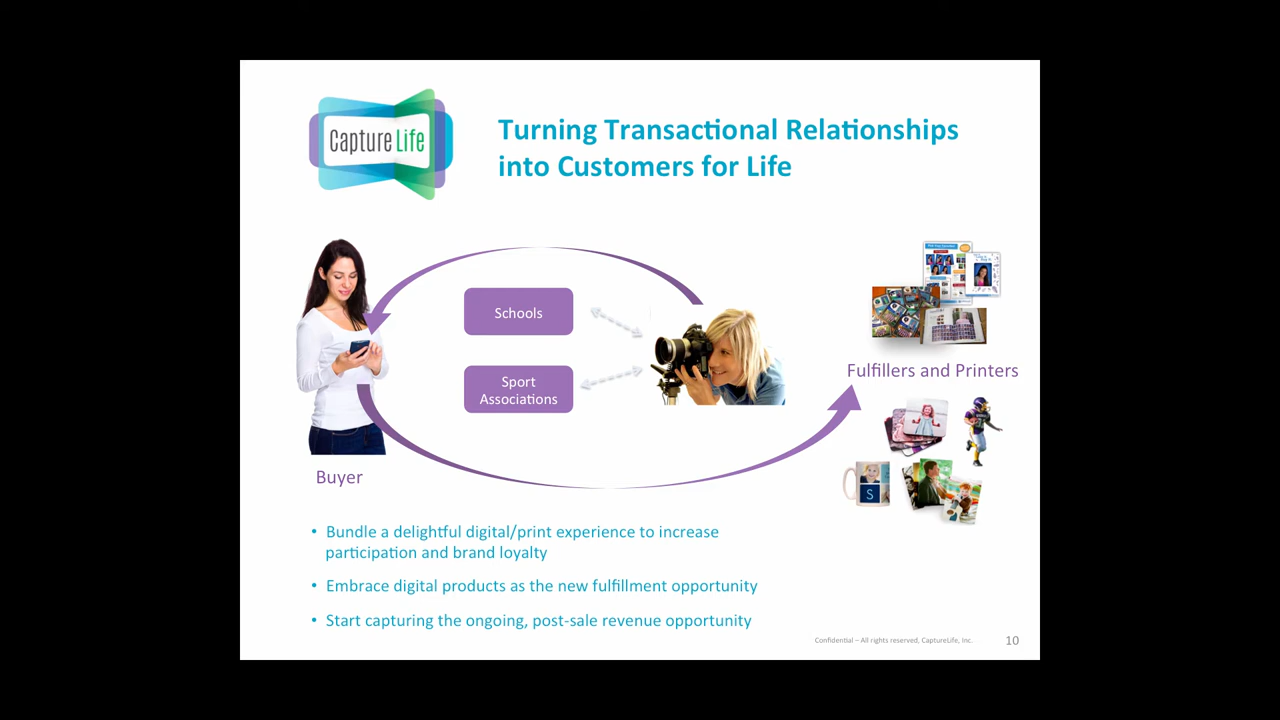 Capture Life
Turning Transactional Relationships
into Customers for Life
Schools
Sport
Associations
Fulfillers and Printers
S
Buyer
• Bundle a delightful digital/print experience to increase
participation and brand loyalty
• Embrace digital products as the new fulfillment opportunity
• Start capturing the ongoing, post-sale revenue opportunity
Confidential – All rights reserved, CaptureLife, Inc.
10